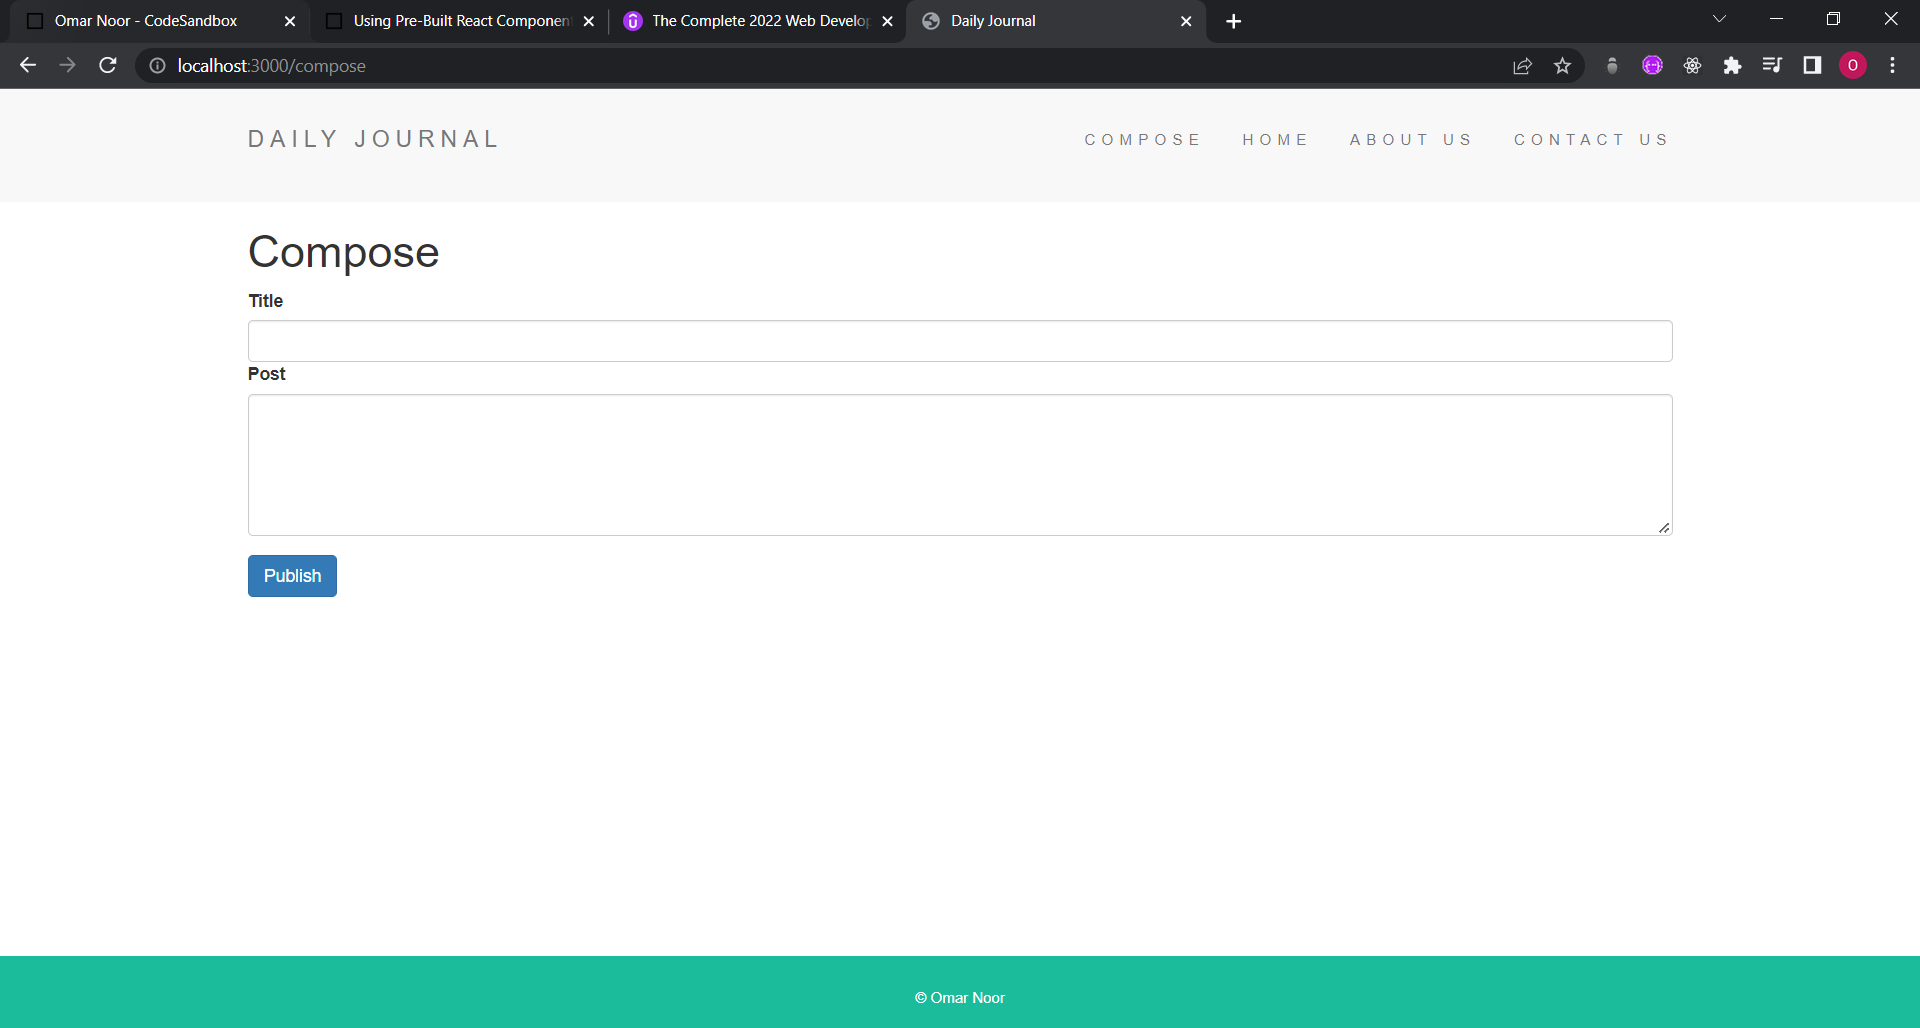 Omar Noor - CodeSandbox
Using Pre-Built React Componen
The Complete 2022 Web Develop
Daily Journal
localhost:3000/compose
O
DAILY JOURNAL
COMPOSE HOME ABOUT US CONTACT US
Compose
Title
Post
Publish
© Omar Noor